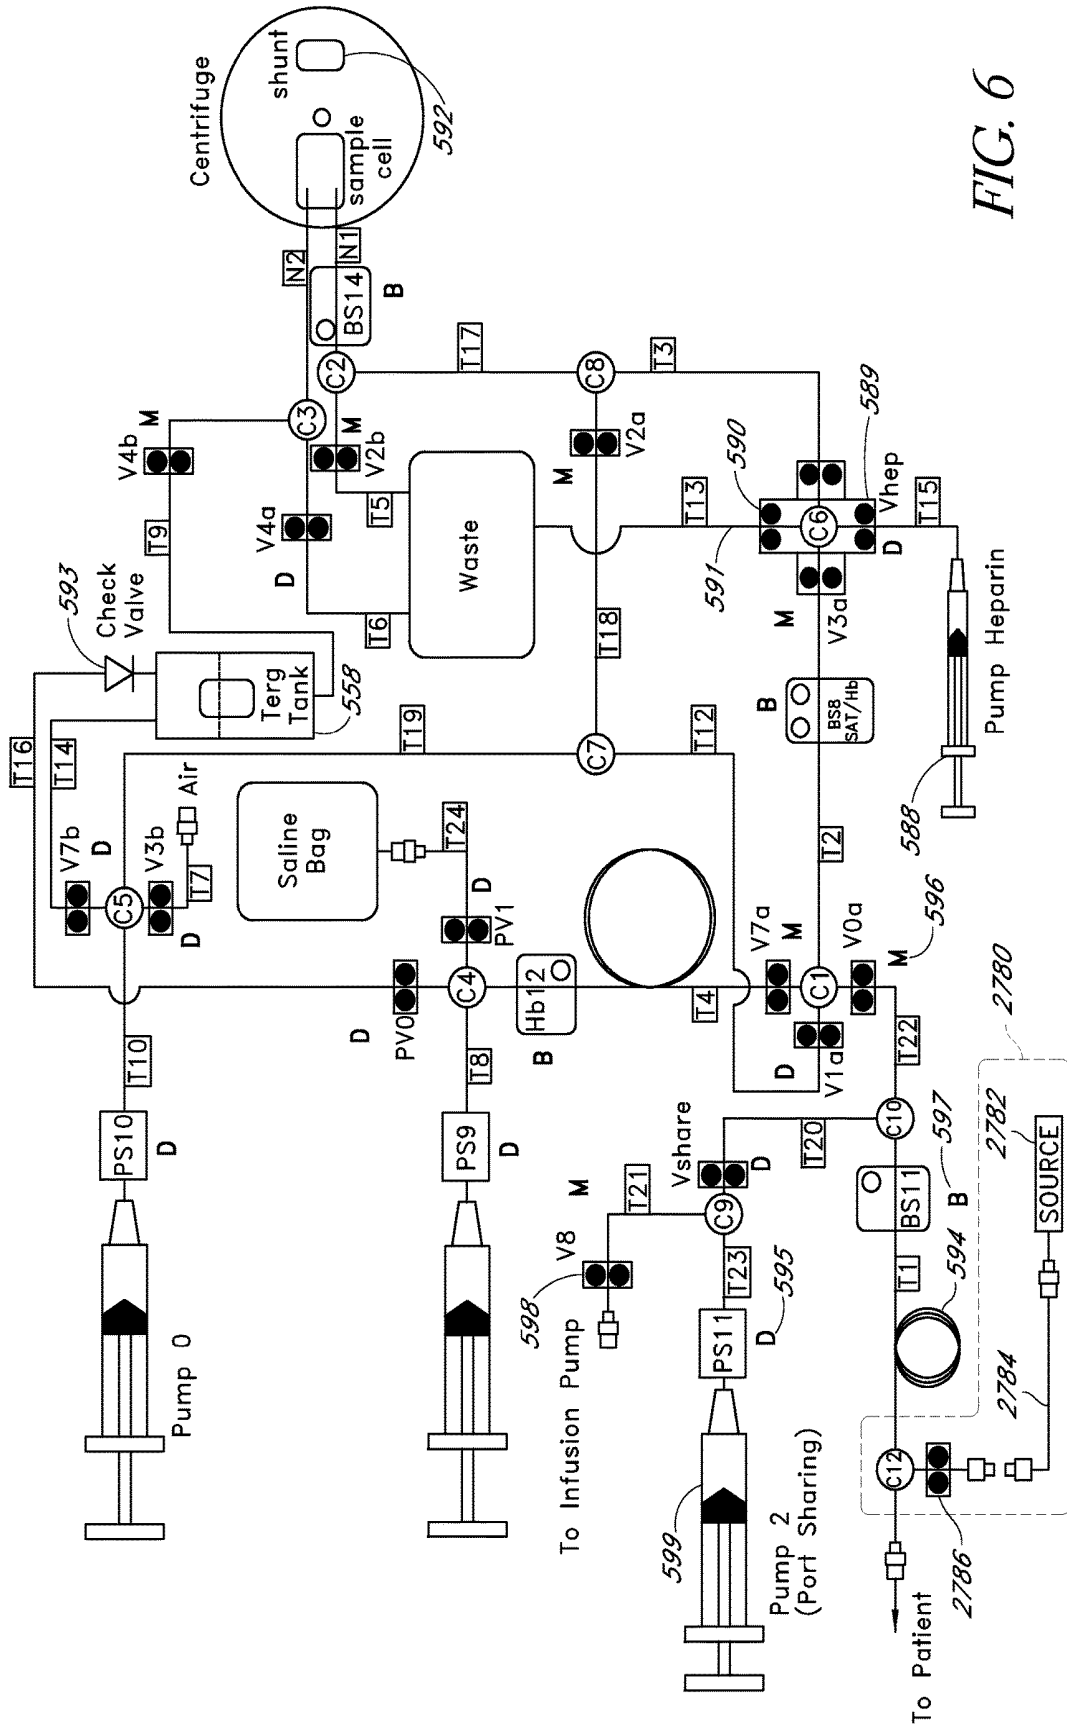 Centrifuge
shunt
592
sample
cell
N2
N1
BS14
B
C2
C3
M
V4b
T9
M
V2b
V4a
D
T5
T6
Waste
T17
C8
T3
V2a
M
T18
C7
T13
590
591
589
Vhep
C6
D
T15
M
V3a
Pump Heparin
588
B
BS8
SAT/Hb
593
Check
Valve
Terg
Tank
558
T16
T14
T19
T12
Air
V7b
D
C5
V3b
D
T7
Saline
Bag
T24
D
PV1
C4
PV0
D
Hb12
B
T8
T10
PS10
D
Pump 0
PS9
D
T4
V7a
M
T2
C1
V0a
M
596
V1a
D
T22
2780
C10
T20
Vshare
D
C9
M
T21
V8
598
To Infusion Pump
T23
PS11
D
595
599
Pump 2
(Port Sharing)
BS11
B
597
T1
594
2782
SOURCE
2784
C12
2786
To Patient
FIG. 6